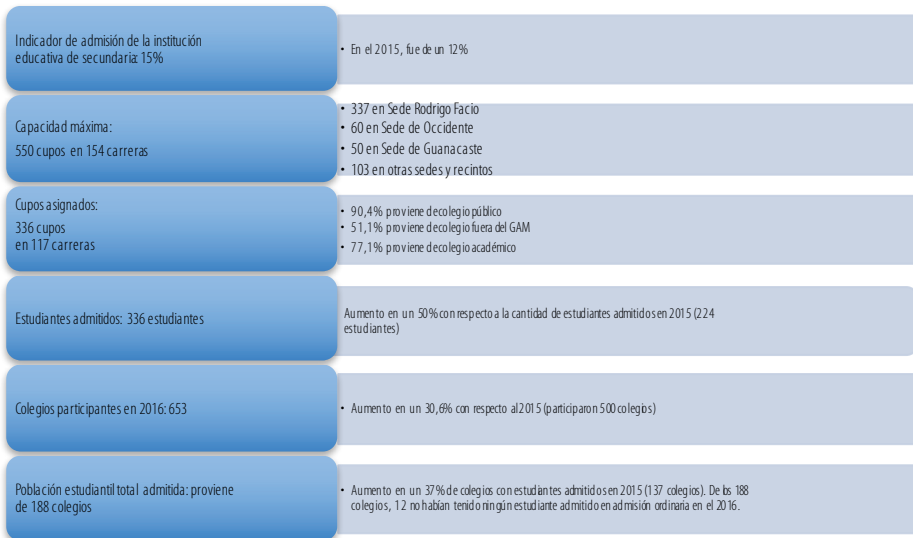 Indicador de admisión de la institución
educativa de secundaria: 15%
• En el 2015, fue de un 12%
Capacidad máxima:
550 cupos en 154 carreras
• 337 en Sede Rodrigo Facio
• 60 en Sede de Occidente
• 50 en Sede de Guanacaste
• 103 en otras sedes y recintos
Cupos asignados:
336 cupos
en 117 carreras
• 90,4% proviene de colegio público
• 51,1% proviene de colegio fuera del GAM
• 77,1% proviene de colegio académico
Estudiantes admitidos: 336 estudiantes
Aumento en un 50% con respecto a la cantidad de estudiantes admitidos en 2015 (224
estudiantes)
Colegios participantes en 2016: 653
• Aumento en un 30,6% con respecto al 2015 (participaron 500 colegios)
Población estudiantil total admitida: proviene
de 188 colegios
• Aumento en un 37% de colegios con estudiantes admitidos en 2015 (137 colegios). De los 188
colegios, 12 no habían tenido ningún estudiante admitido en admisión ordinaria en el 2016.